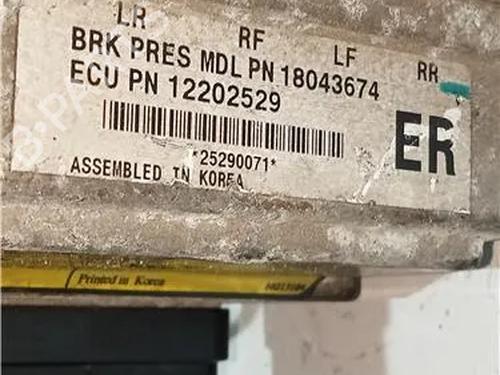 LR RF LF RR
BRK PRES MDL PN 18043674
ECU PN 12202529
ER
*25290071*
ASSEMBLED IN KOREA
Printed in Korea